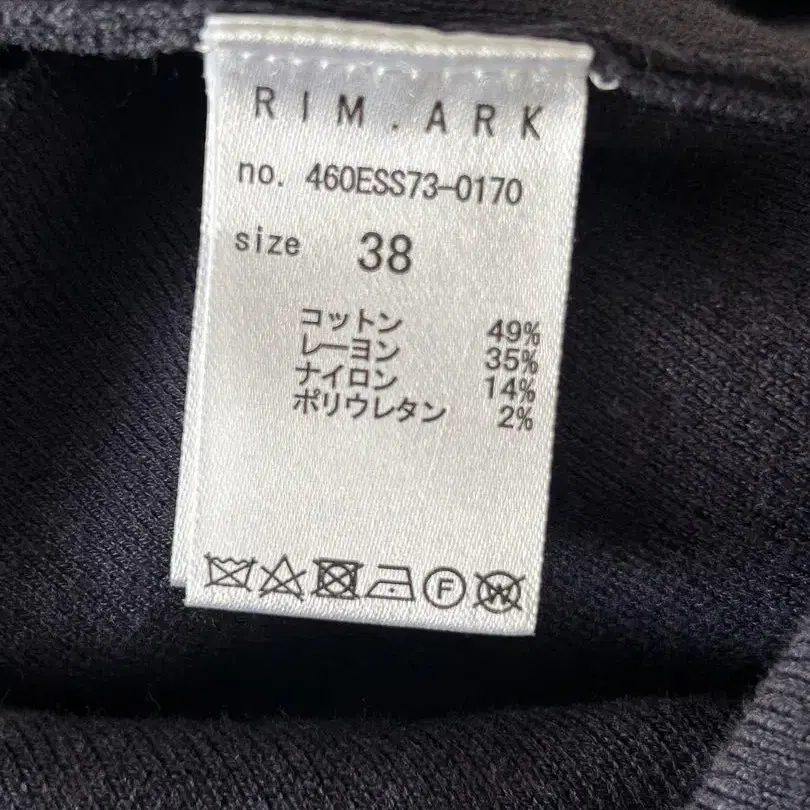 RIM.ARK
no. 460ESS73-0170
size 38
コットン 49%
レーヨン 35%
ナイロン 14%
ポリウレタン 2%
F W